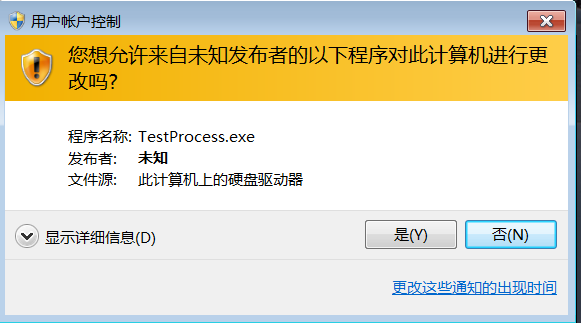 用户帐户控制
您想允许来自未知发布者的以下程序对此计算机进行更
改吗?
程序名称: TestProcess.exe
发布者: 未知
文件源: 此计算机上的硬盘驱动器
显示详细信息(D)
是(Y)
否(N)
更改这些通知的出现时间